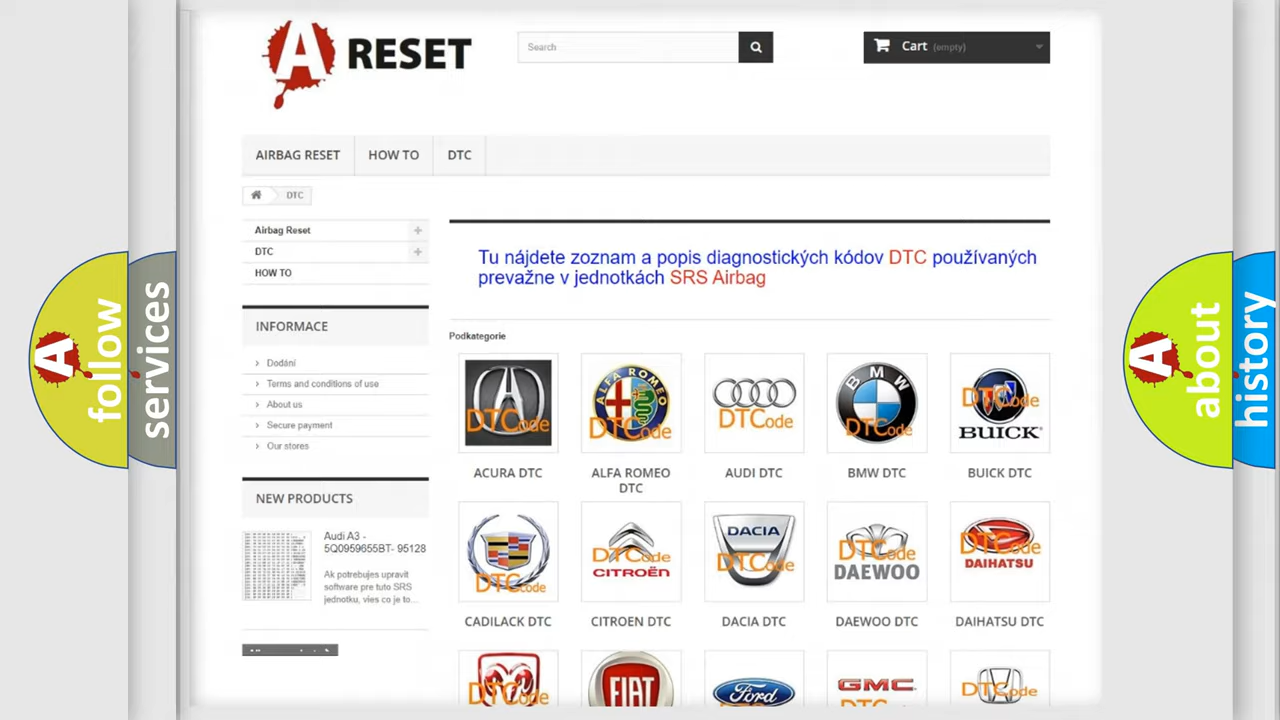 A RESET
Search
Cart (empty)
AIRBAG RESET
HOW TO
DTC
DTC
Airbag Reset
DTC
HOW TO
INFORMACE
Dodání
Terms and conditions of use
About us
Secure payment
Our stores
NEW PRODUCTS
Audi A3 -
5Q0959655BT- 95128
Ak potrebujes upravit
software pre tuto SRS
jednotku, vies co je to...
Tu nájdete zoznam a popis diagnostických kódov DTC používaných
prevažne v jednotkách SRS Airbag
Podkategorie
DTCode
ALFA ROMEO
DTCode
DTCode
BMW
DTCode
DTCode
BUICK
ACURA DTC
ALFA ROMEO
DTC
AUDI DTC
BMW DTC
BUICK DTC
DTCode
DTCode
CITROËN
DACIA
DTCode
DTCode
DAEWOO
DTCode
DAIHATSU
CADILACK DTC
CITROEN DTC
DACIA DTC
DAEWOO DTC
DAIHATSU DTC
DTCode
FIAT
Ford
GMC
DTCode
A follow
services
A about
history